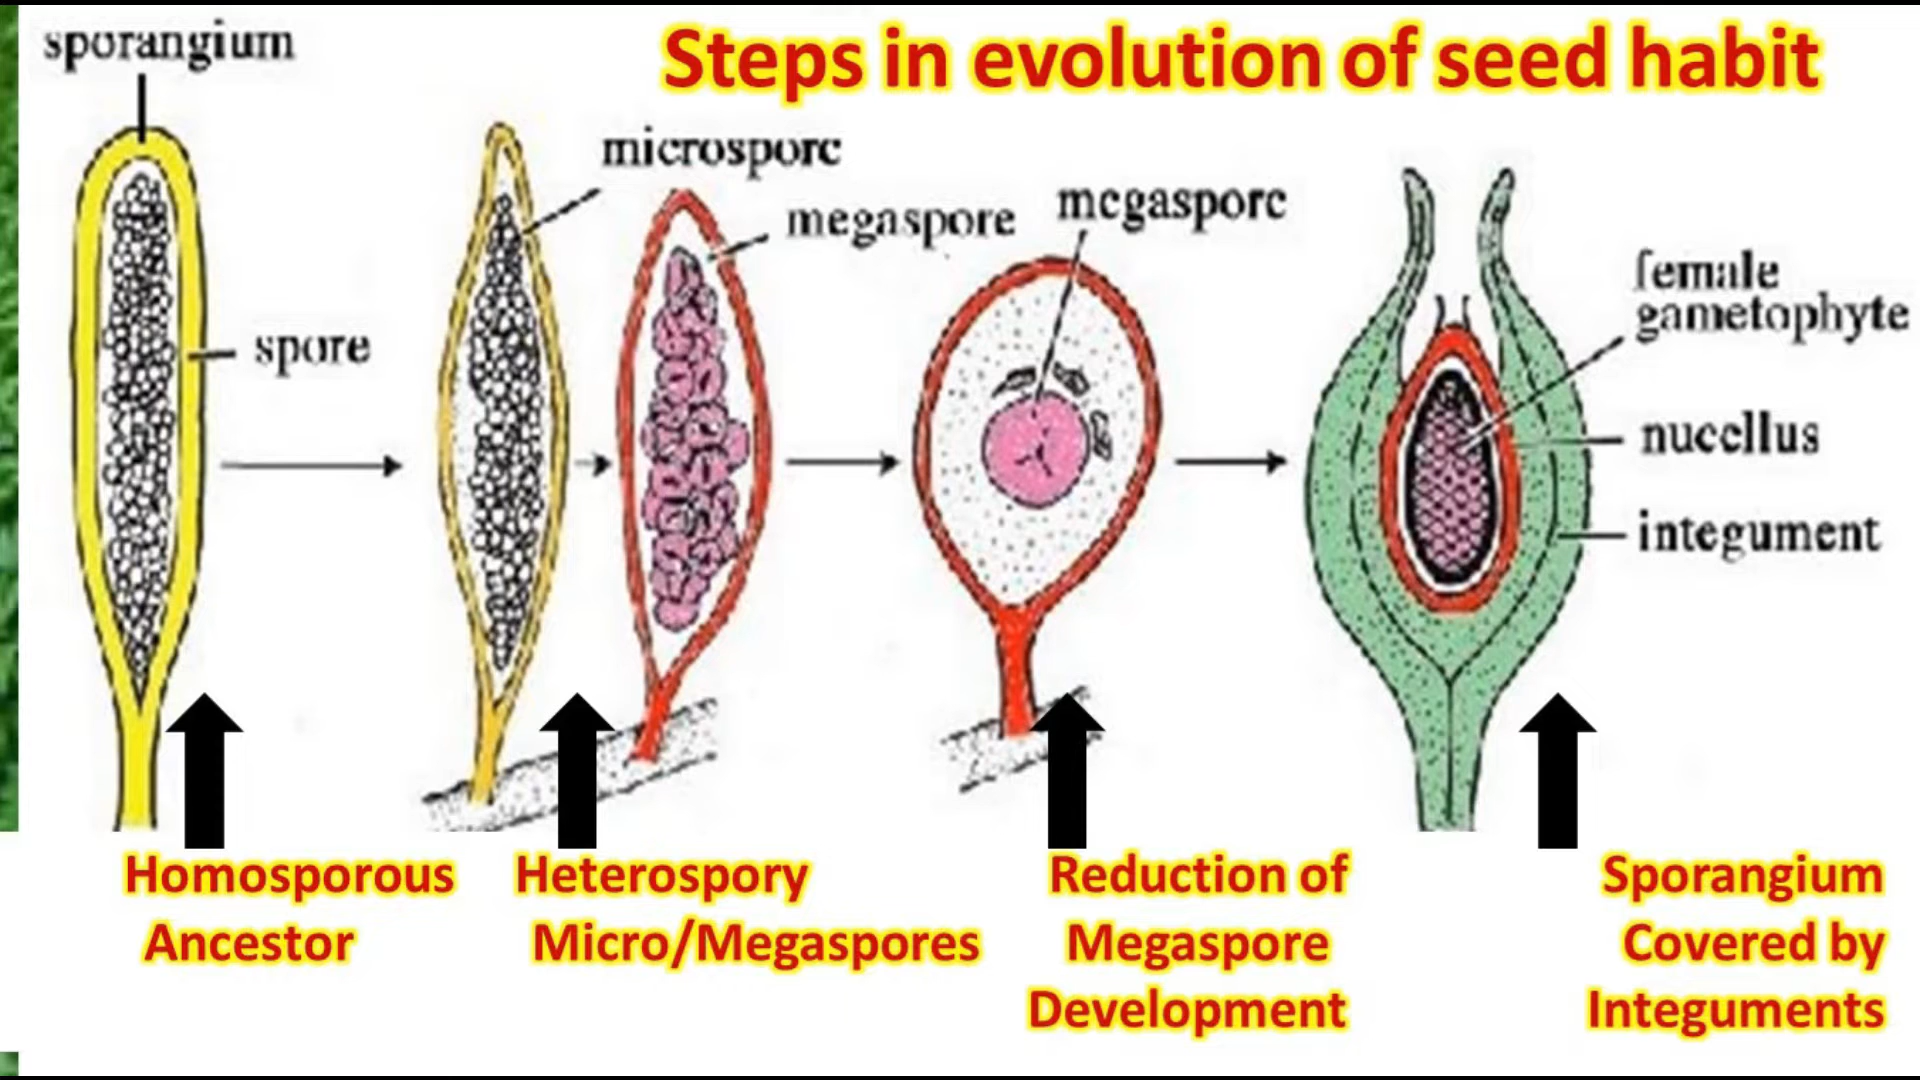 Steps in evolution of seed habit
sporangium
spore
microspore
megaspore
megaspore
female
gametophyte
nucellus
integument
Homosporous
Ancestor
Heterospory
Micro/Megaspores
Reduction of
Megaspore
Development
Sporangium
Covered by
Integuments